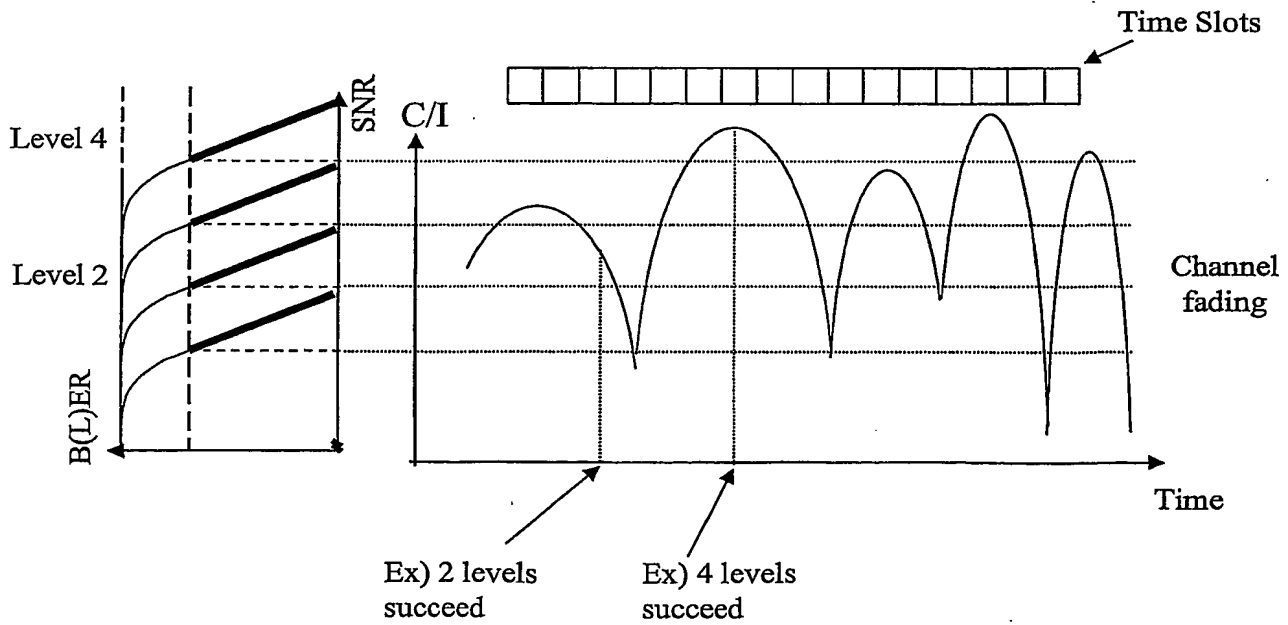 Time Slots
SNR
C/I
Level 4
Level 2
Channel
fading
B(L)ER
Time
Ex) 2 levels
succeed
Ex) 4 levels
succeed